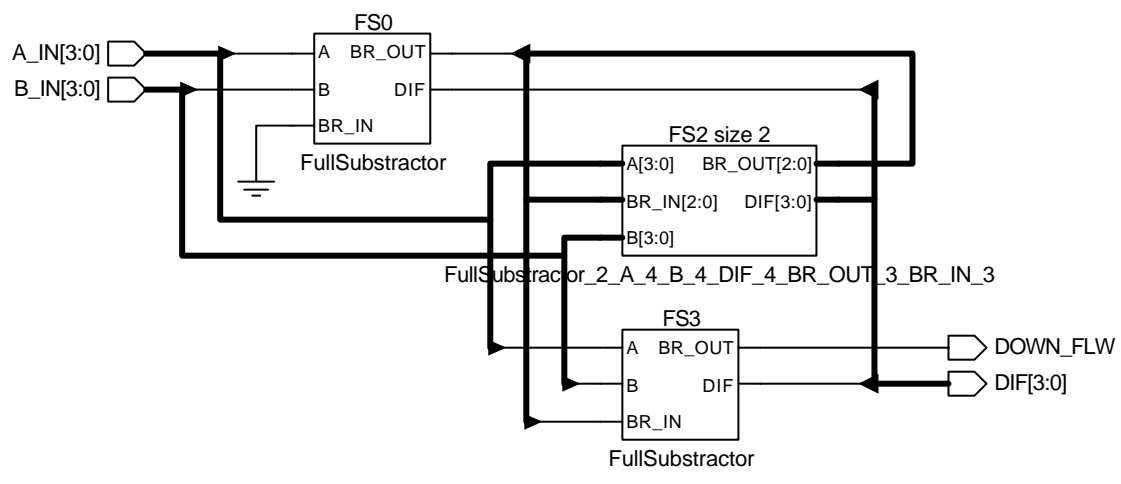 FS0
A_IN[3:0]
A BR_OUT
B_IN[3:0]
B DIF
BR_IN
FullSubstractor
FS2 size 2
A[3:0] BR_OUT[2:0]
BR_IN[2:0] DIF[3:0]
B[3:0]
FullSubstractor_2_A_4_B_4_DIF_4_BR_OUT_3_BR_IN_3
FS3
A BR_OUT
DOWN_FLW
B DIF
DIF[3:0]
BR_IN
FullSubstractor